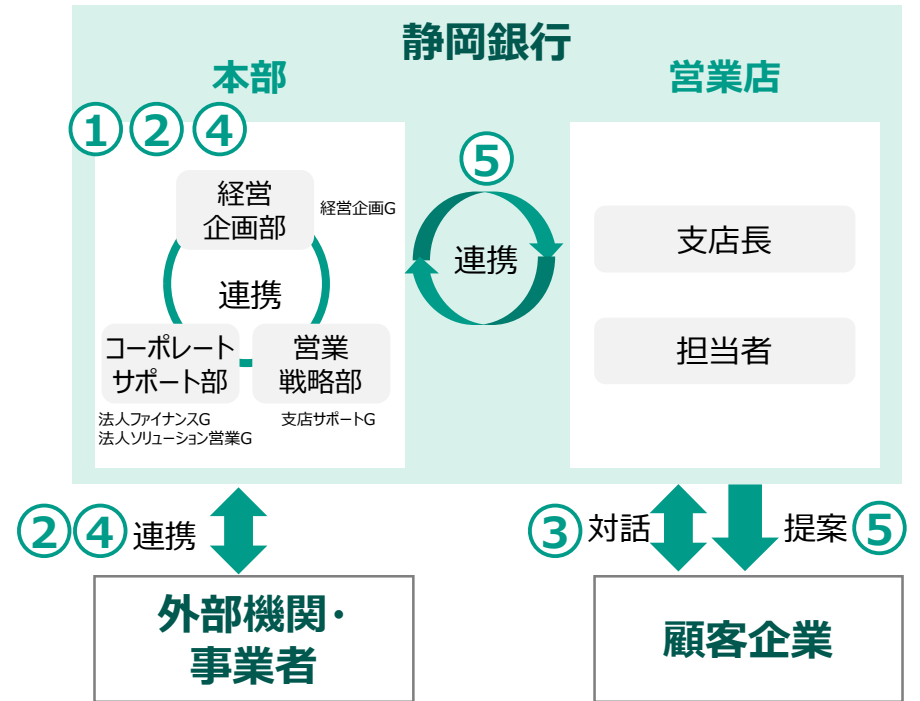 静岡銀行
本部
営業店
①②④
⑤
経営
企画部
経営企画G
連携
コーポレート
サポート部
営業
戦略部
法人ファイナンスG
法人ソリューション営業G
支店サポートG
連携
支店長
担当者
②④連携
③対話
提案⑤
外部機関・
事業者
顧客企業